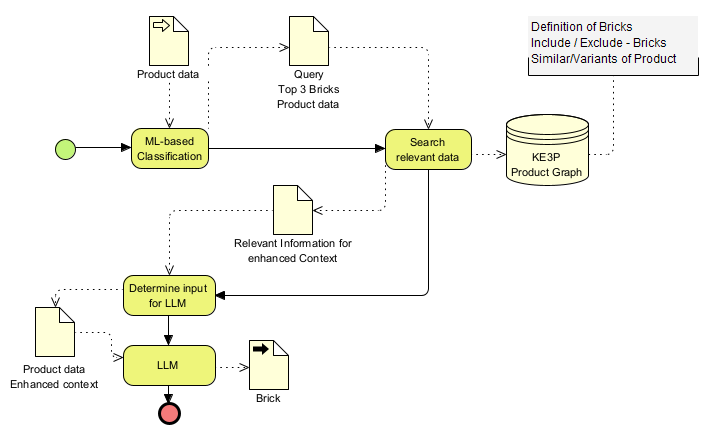 Definition of Bricks
Include / Exclude - Bricks
Similar/Variants of Product
Product data
Query
Top 3 Bricks
Product data
ML-based
Classification
Search
relevant data
KE3P
Product Graph
Relevant Information for
enhanced Context
Determine input
for LLM
Product data
Enhanced context
LLM
Brick